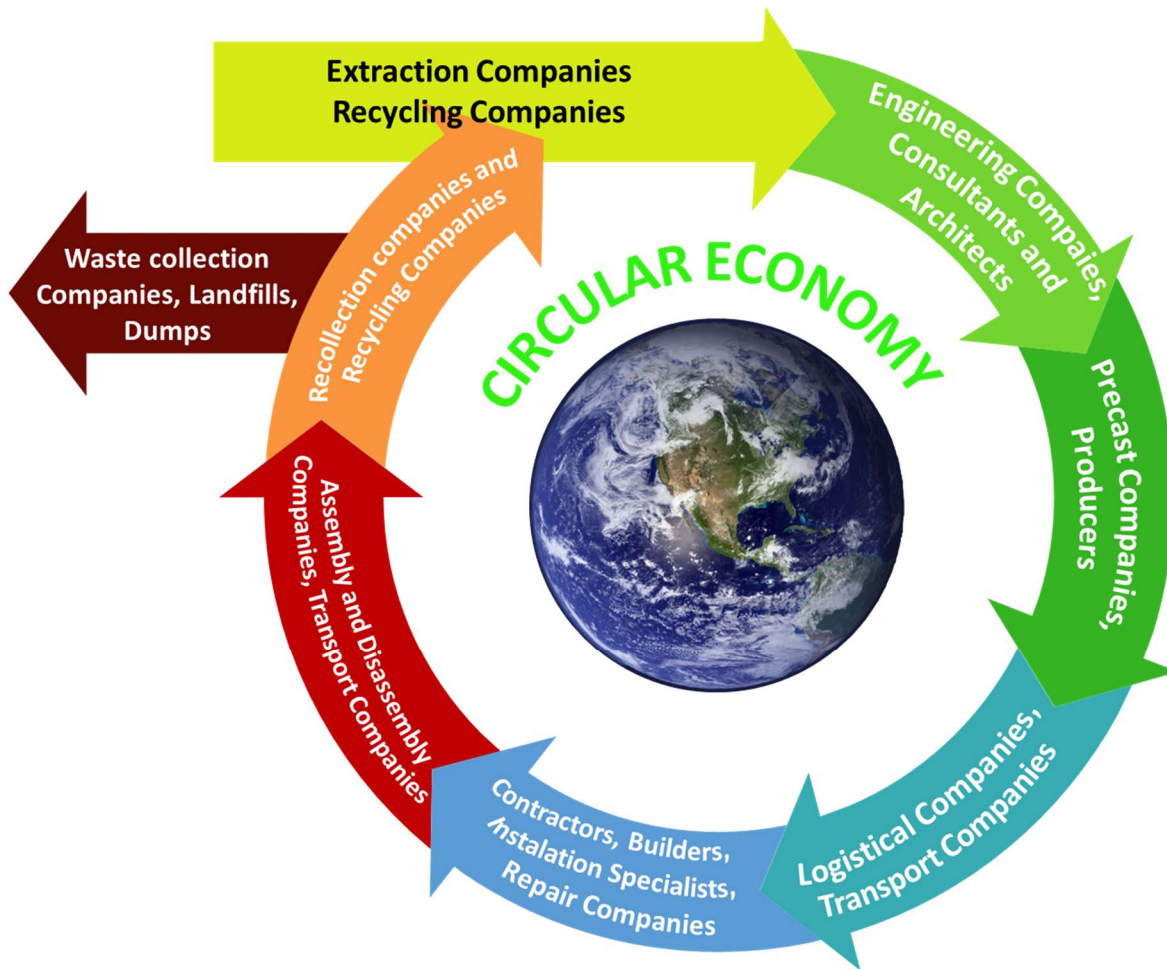 Extraction Companies
Recycling Companies
Engineering Compaies,
Consultants and
Architects
Precast Companies,
Producers
Logistical Companies,
Transport Companies
Contractors, Builders,
Instalation Specialists,
Repair Companies
Assembly and Disassembly
Companies, Transport Companies
Recollection companies and
Recycling Companies
Waste collection
Companies, Landfills,
Dumps
CIRCULAR ECONOMY